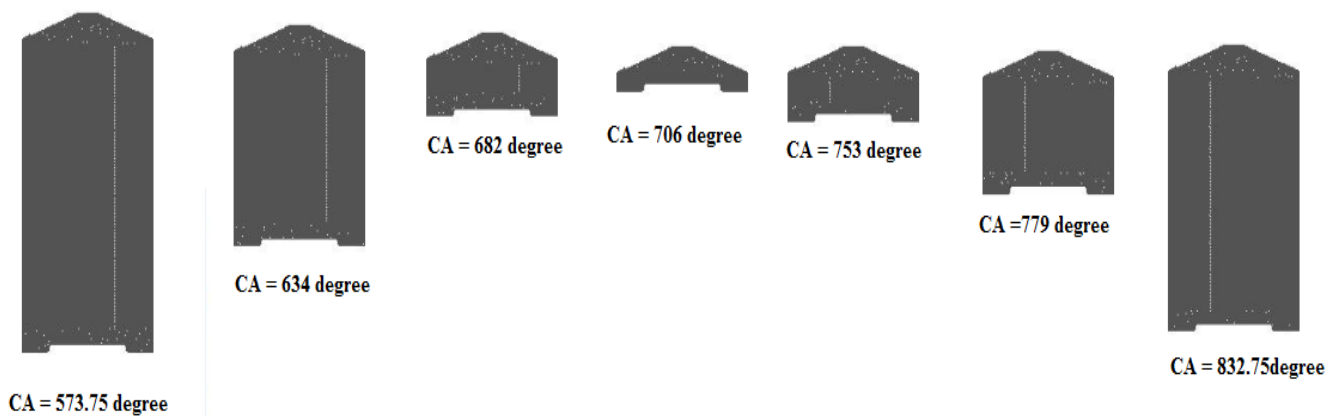 CA = 573.75 degree
CA = 634 degree
CA = 682 degree
CA = 706 degree
CA = 753 degree
CA =779 degree
CA = 832.75degree